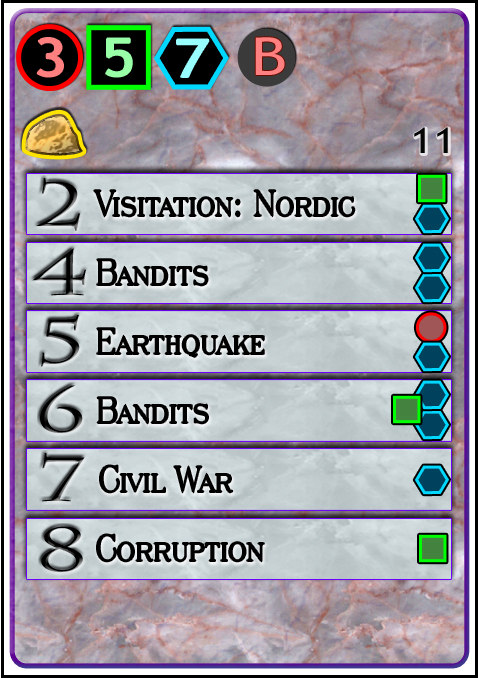 3 5 7 B
11
2 Visitation: Nordic
4 Bandits
5 Earthquake
6 Bandits
7 Civil War
8 Corruption